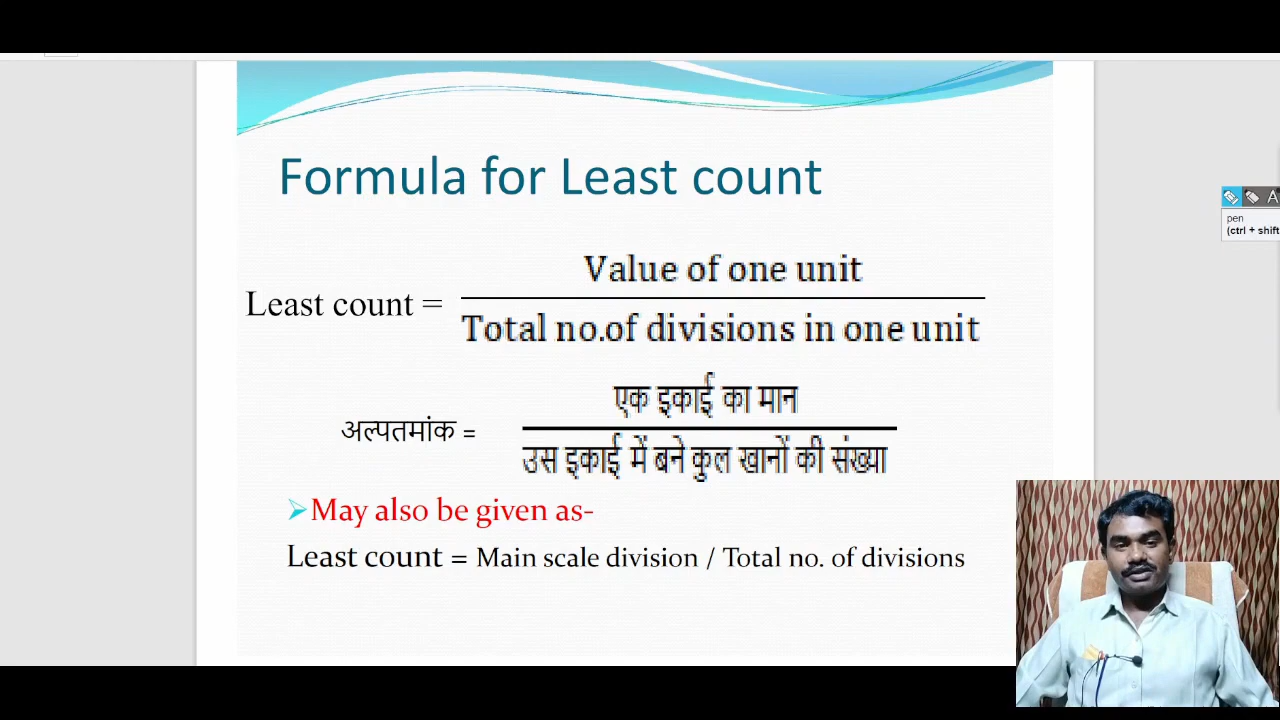 Formula for Least count
Value of one unit
Least count =
Total no.of divisions in one unit
एक इकाई का मान
अल्पतमांक =
उस इकाई में बने कुल खानों की संख्या
May also be given as-
Least count = Main scale division / Total no. of divisions
A
pen
(ctrl + shift